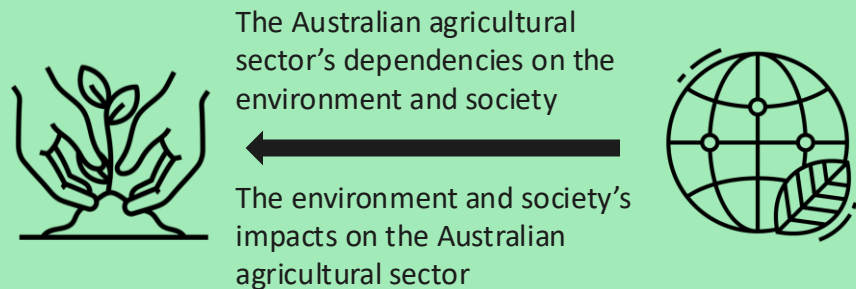 The Australian agricultural
sector’s dependencies on the
environment and society
The environment and society’s
impacts on the Australian
agricultural sector